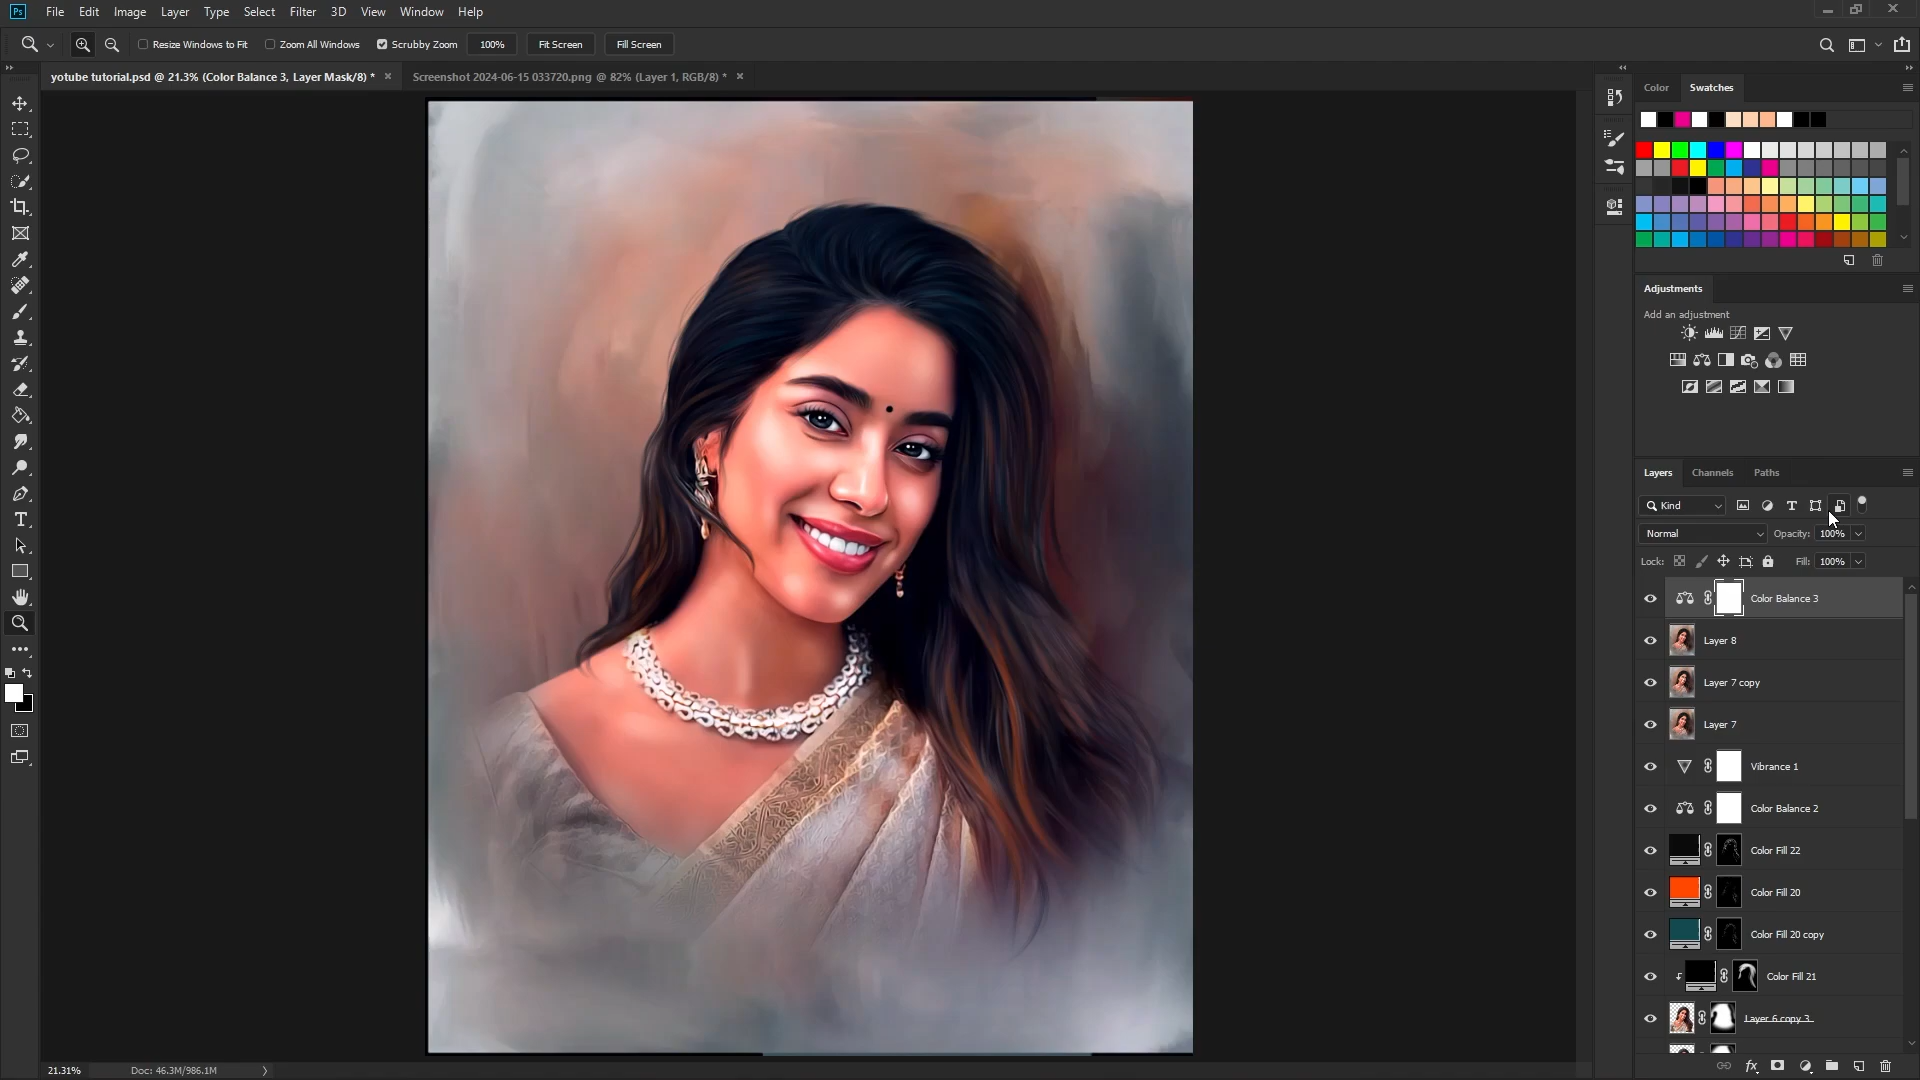 Ps File Edit Image Layer Type Select Filter 3D View Window Help
Resize Windows to Fit Zoom All Windows Scrubby Zoom 100% Fit Screen Fill Screen
yotube tutorial.psd @ 21.3% (Color Balance 3, Layer Mask/8) * Screenshot 2024-06-15 033720.png @ 82% (Layer 1, RGB/8) *
Color Swatches
Adjustments
Add an adjustment
Layers Channels Paths
Kind
Normal Opacity: 100%
Lock: Fill: 100%
Color Balance 3
Layer 8
Layer 7 copy
Layer 7
Vibrance 1
Color Balance 2
Color Fill 22
Color Fill 20
Color Fill 20 copy
Color Fill 21
Layer 6 copy 3
21.31% Doc: 46.3M/986.1M